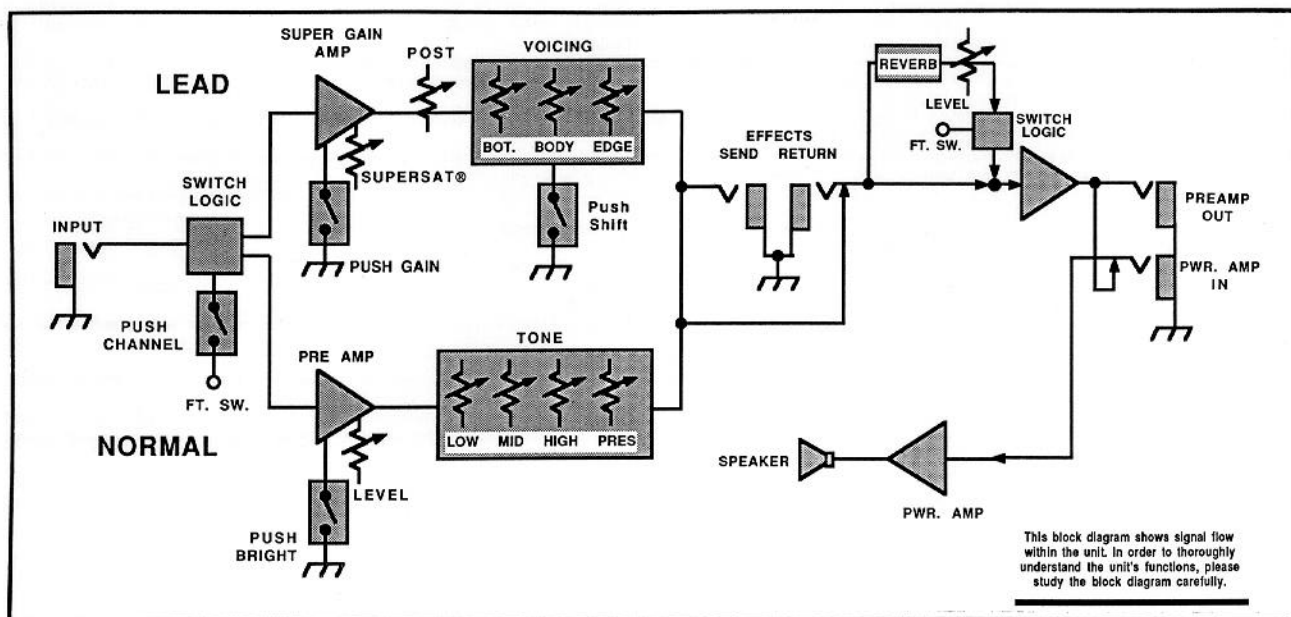 SUPER GAIN
AMP
POST
VOICING
LEAD
BOT. BODY EDGE
SUPERSAT®
SWITCH
LOGIC
INPUT
Push
Shift
PUSH GAIN
PUSH
CHANNEL
FT. SW.
NORMAL
PRE AMP
TONE
LOW MID HIGH PRES
LEVEL
PUSH
BRIGHT
EFFECTS
SEND RETURN
REVERB
LEVEL
FT. SW.
SWITCH
LOGIC
PREAMP
OUT
PWR. AMP
IN
SPEAKER
PWR. AMP
This block diagram shows signal flow
within the unit. In order to thoroughly
understand the unit's functions, please
study the block diagram carefully.